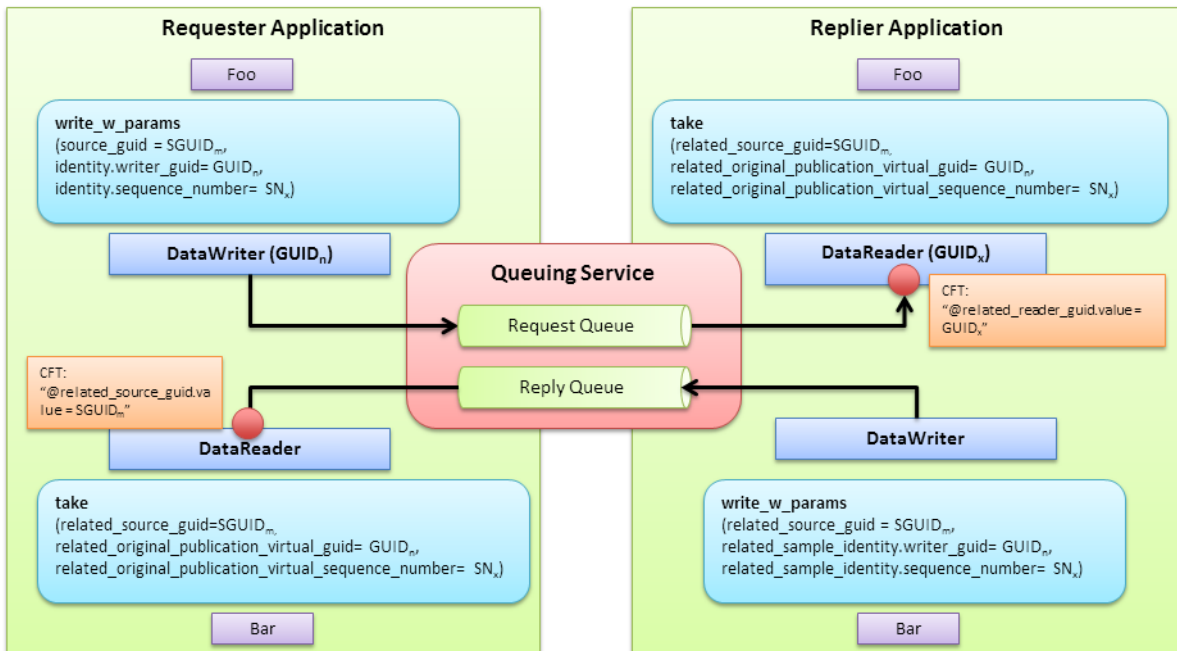 Requester Application
Foo
write_w_params
(source_guid = SGUIDm,
identity.writer_guid= GUIDn,
identity.sequence_number= SNx)
DataWriter (GUIDn)
CFT:
“@related_source_guid.va
lue = SGUIDm”
DataReader
take
(related_source_guid=SGUIDm,
related_original_publication_virtual_guid= GUIDn,
related_original_publication_virtual_sequence_number= SNx)
Bar
Queuing Service
Request Queue
Reply Queue
Replier Application
Foo
take
(related_source_guid=SGUIDm,
related_original_publication_virtual_guid= GUIDn,
related_original_publication_virtual_sequence_number= SNx)
DataReader (GUIDx)
CFT:
“@related_reader_guid.value=
GUIDx”
DataWriter
write_w_params
(related_source_guid = SGUIDm,
related_sample_identity.writer_guid= GUIDn,
related_sample_identity.sequence_number= SNx)
Bar